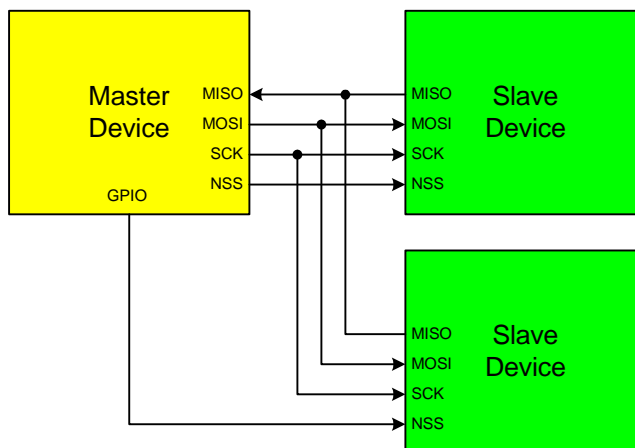 Master
Device
MISO
MOSI
SCK
NSS
GPIO
MISO
MOSI
SCK
NSS
Slave
Device
MISO
MOSI
SCK
NSS
Slave
Device